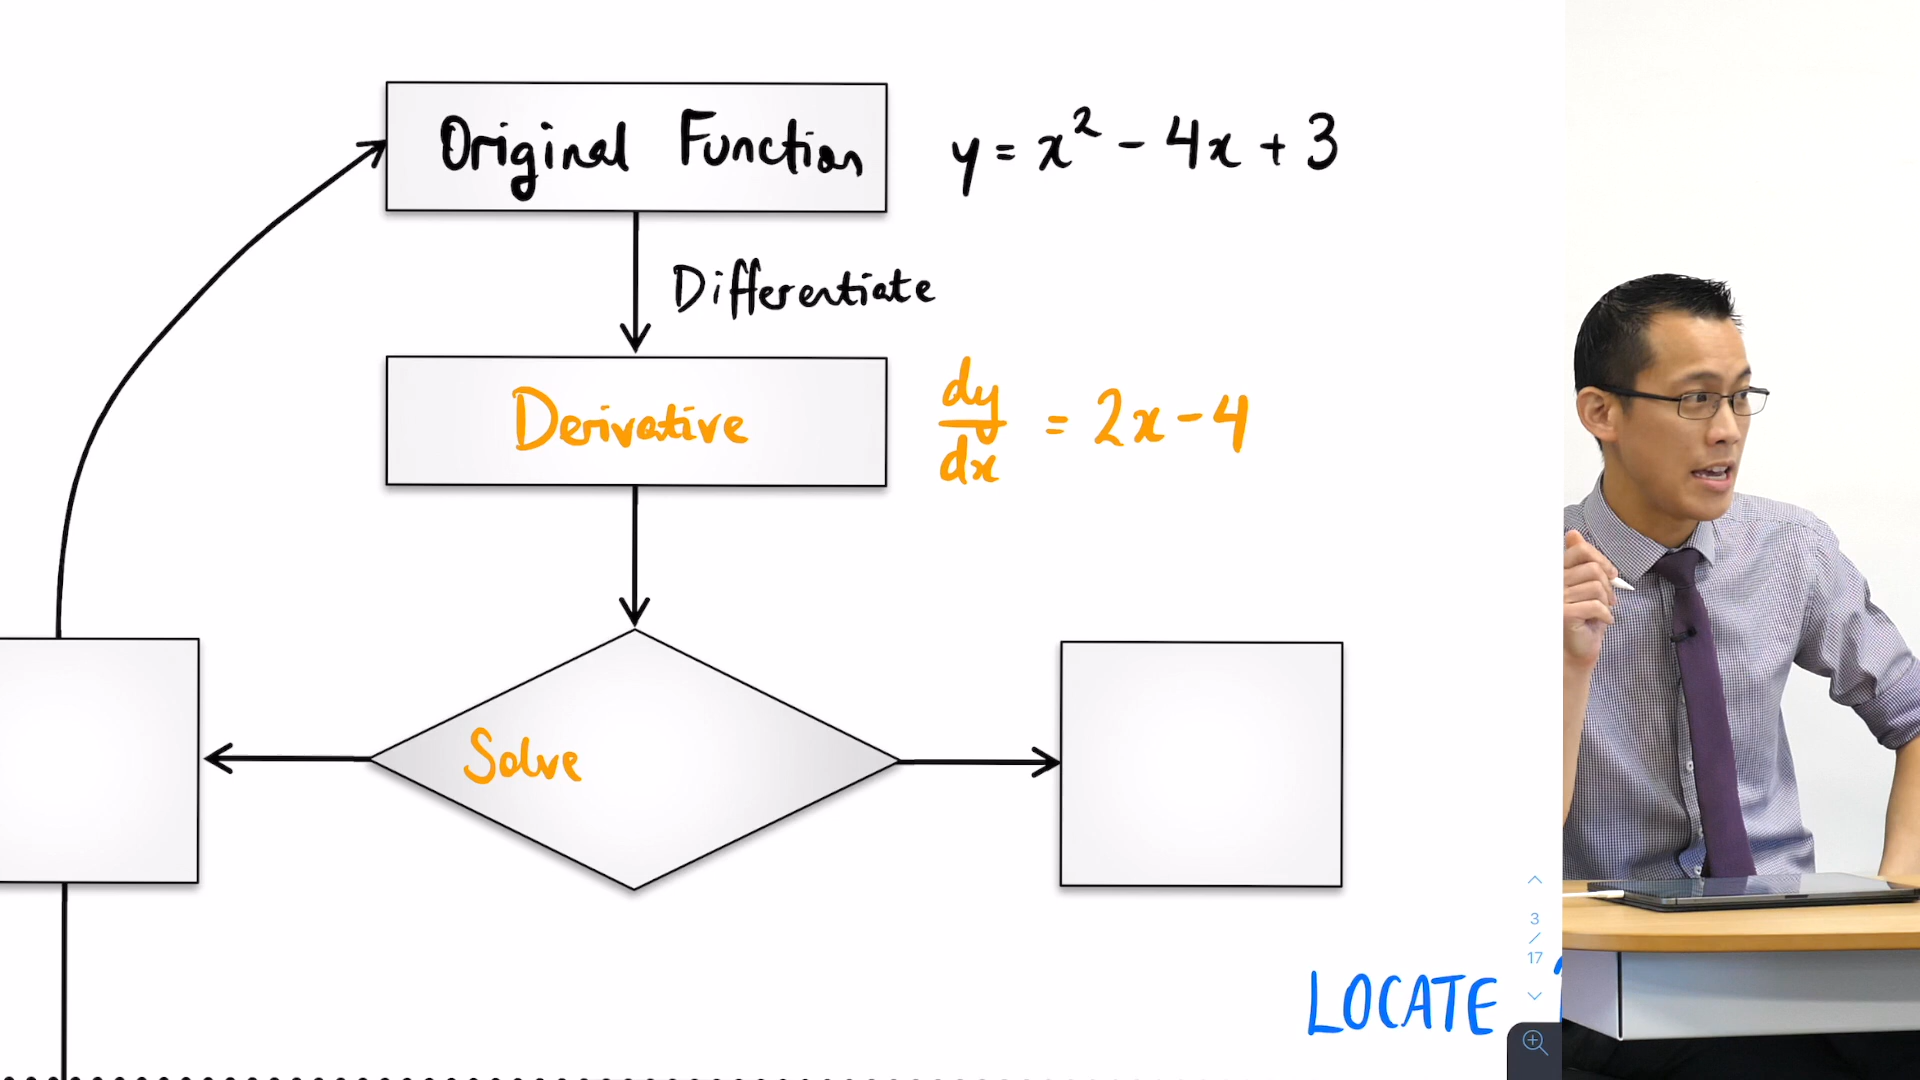 Original Function
y = x² - 4x + 3
Differentiate
Derivative
dy/dx = 2x - 4
Solve
LOCATE
3
/
17